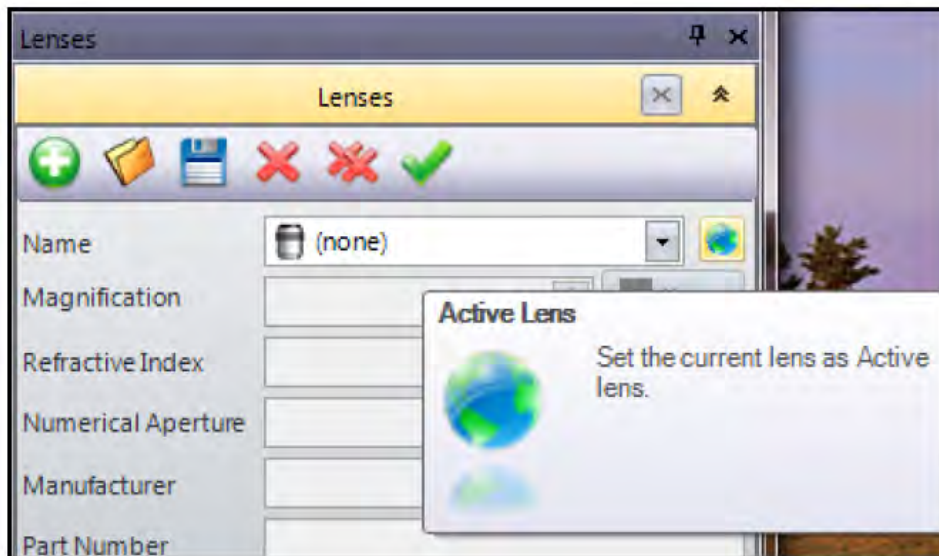 Lenses
Lenses
Name
(none)
Magnification
Active Lens
Set the current lens as Active
lens.
Refractive Index
Numerical Aperture
Manufacturer
Part Number